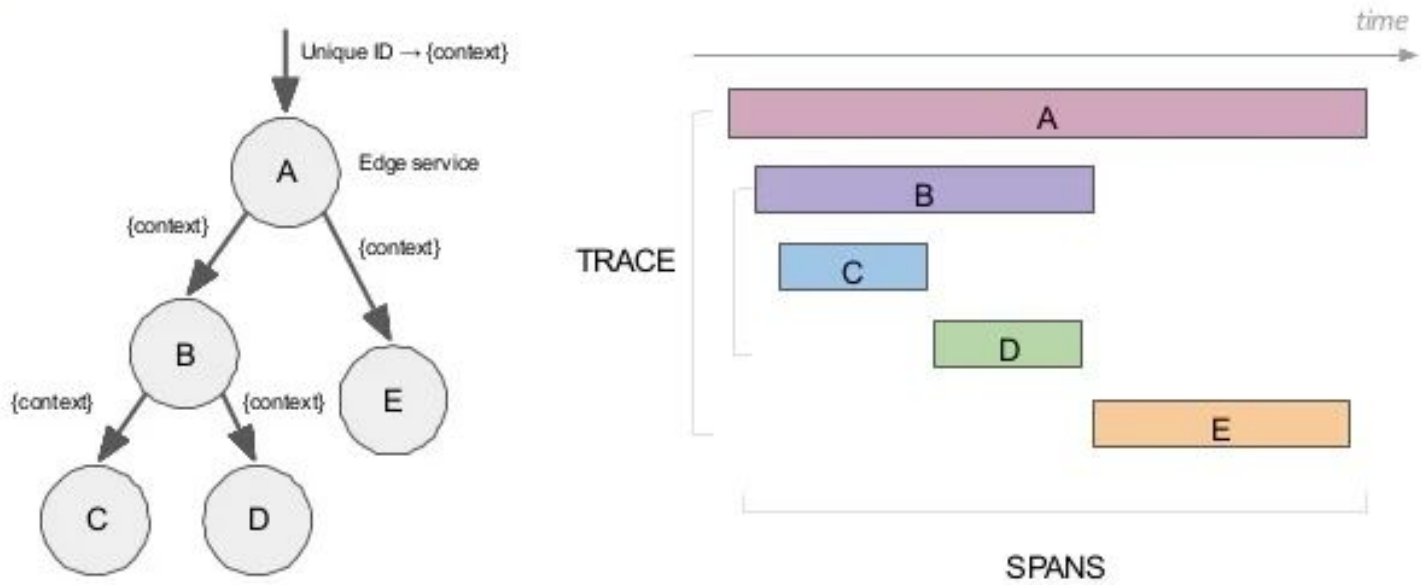 Unique ID → {context}
A
Edge service
{context}
{context}
B
E
{context}
{context}
C
D
time
A
B
TRACE
C
D
E
SPANS